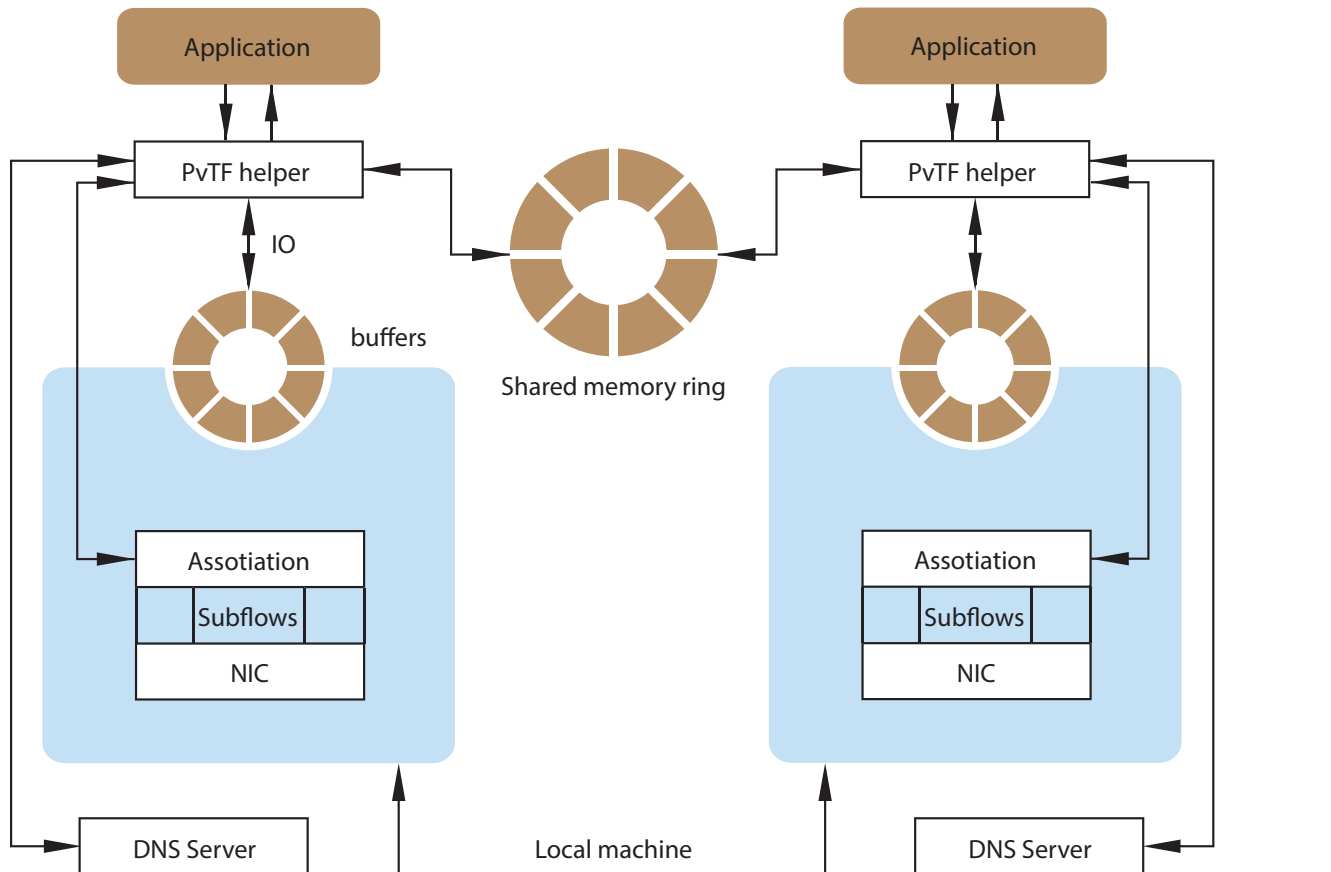 Application
Application
PvTF helper
PvTF helper
IO
buffers
Shared memory ring
Assotiation
Assotiation
Subflows
Subflows
NIC
NIC
DNS Server
Local machine
DNS Server